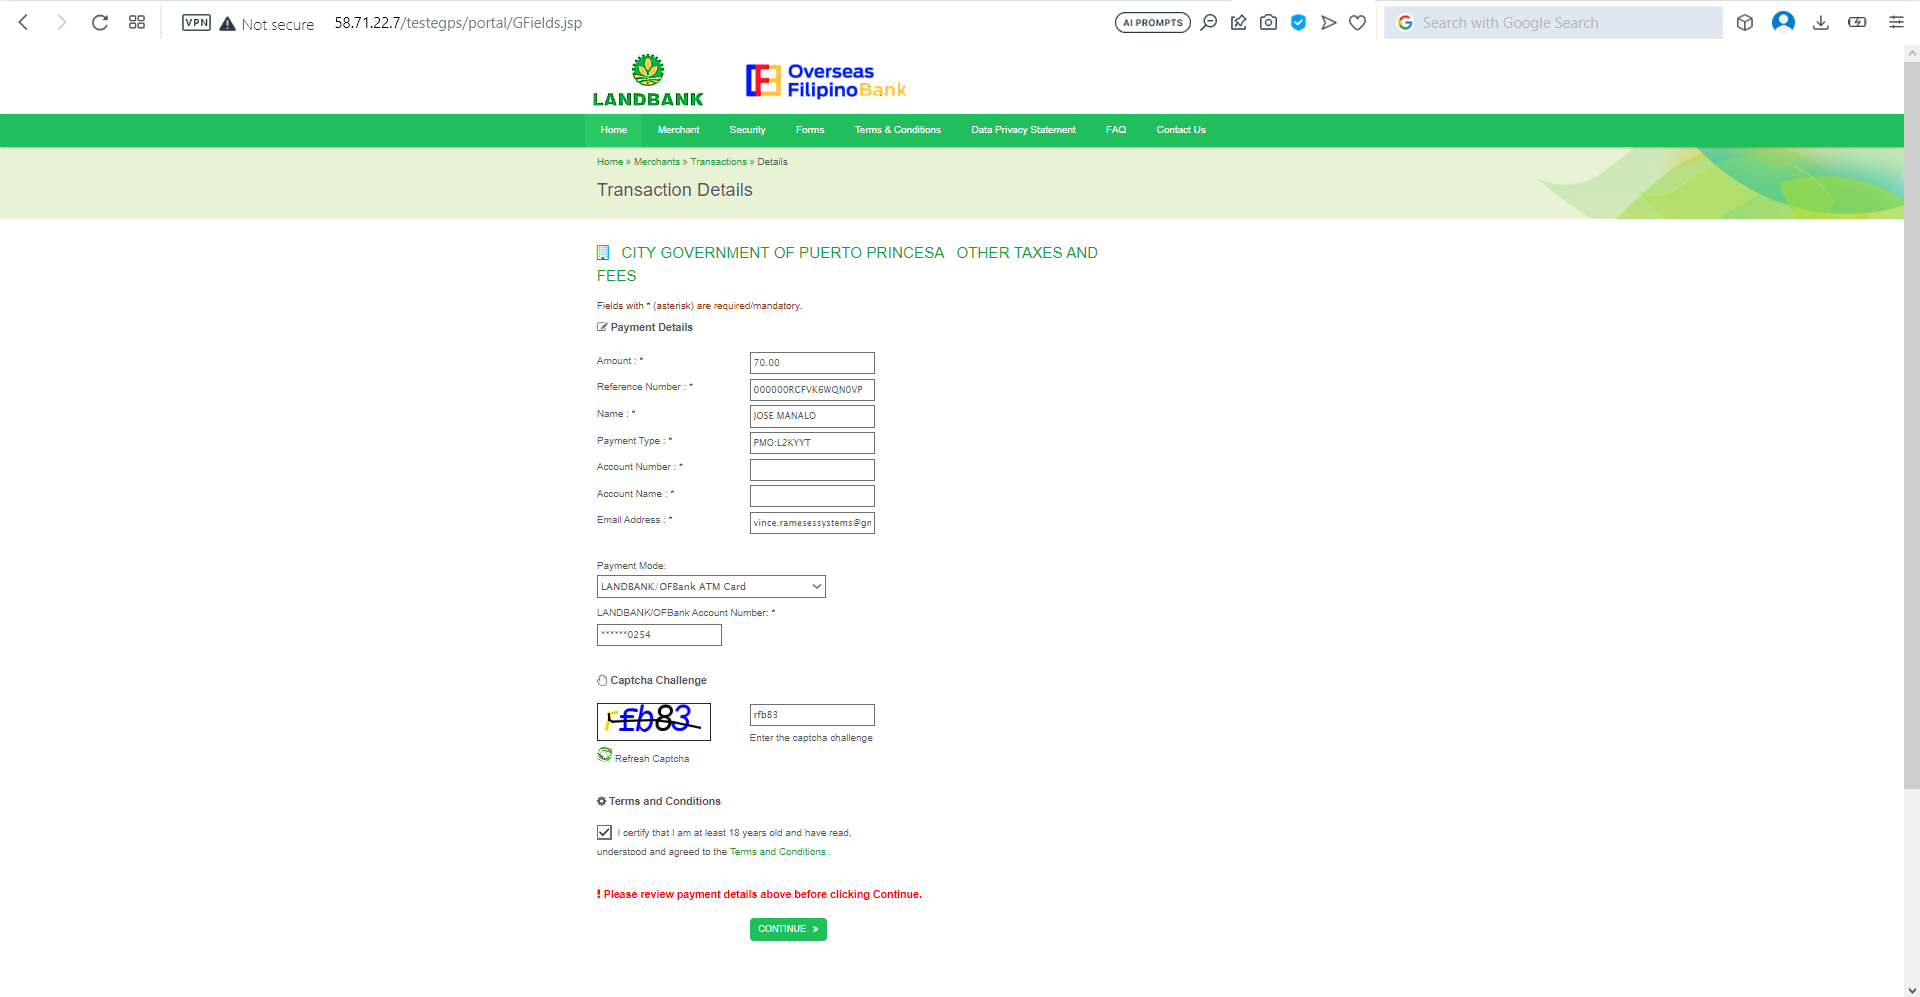 VPN Not secure 58.71.22.7/testegps/portal/GFields.jsp AI PROMPTS Search with Google Search
LANDBANK Overseas Filipino Bank
Home Merchant Security Forms Terms & Conditions Data Privacy Statement FAQ Contact Us
Home » Merchants » Transactions » Details
Transaction Details
CITY GOVERNMENT OF PUERTO PRINCESA OTHER TAXES AND
FEES
Fields with * (asterisk) are required/mandatory.
Payment Details
Amount : * 70.00
Reference Number : * 000000RCFVK6WQN0VP
Name : * JOSE MANALO
Payment Type : * PMO:L2KYYT
Account Number : *
Account Name : *
Email Address : * vince.ramesessystems@gm
Payment Mode:
LANDBANK/OFBank ATM Card
LANDBANK/OFBank Account Number: *
******0254
Captcha Challenge
rfb83 rfb83
Enter the captcha challenge
Refresh Captcha
Terms and Conditions
I certify that I am at least 18 years old and have read,
understood and agreed to the Terms and Conditions .
! Please review payment details above before clicking Continue.
CONTINUE »